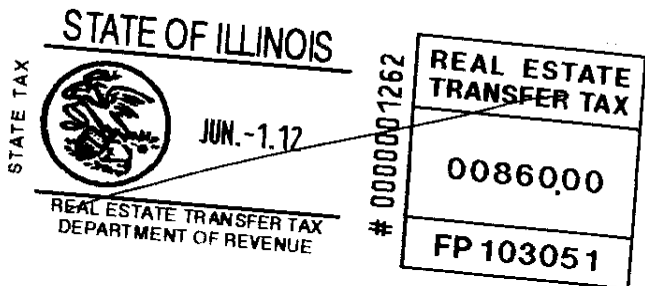 STATE OF ILLINOIS
STATE TAX
JUN.-1.12
REAL ESTATE TRANSFER TAX
DEPARTMENT OF REVENUE
# 0000001262
REAL ESTATE
TRANSFER TAX
0086000
FP 103051